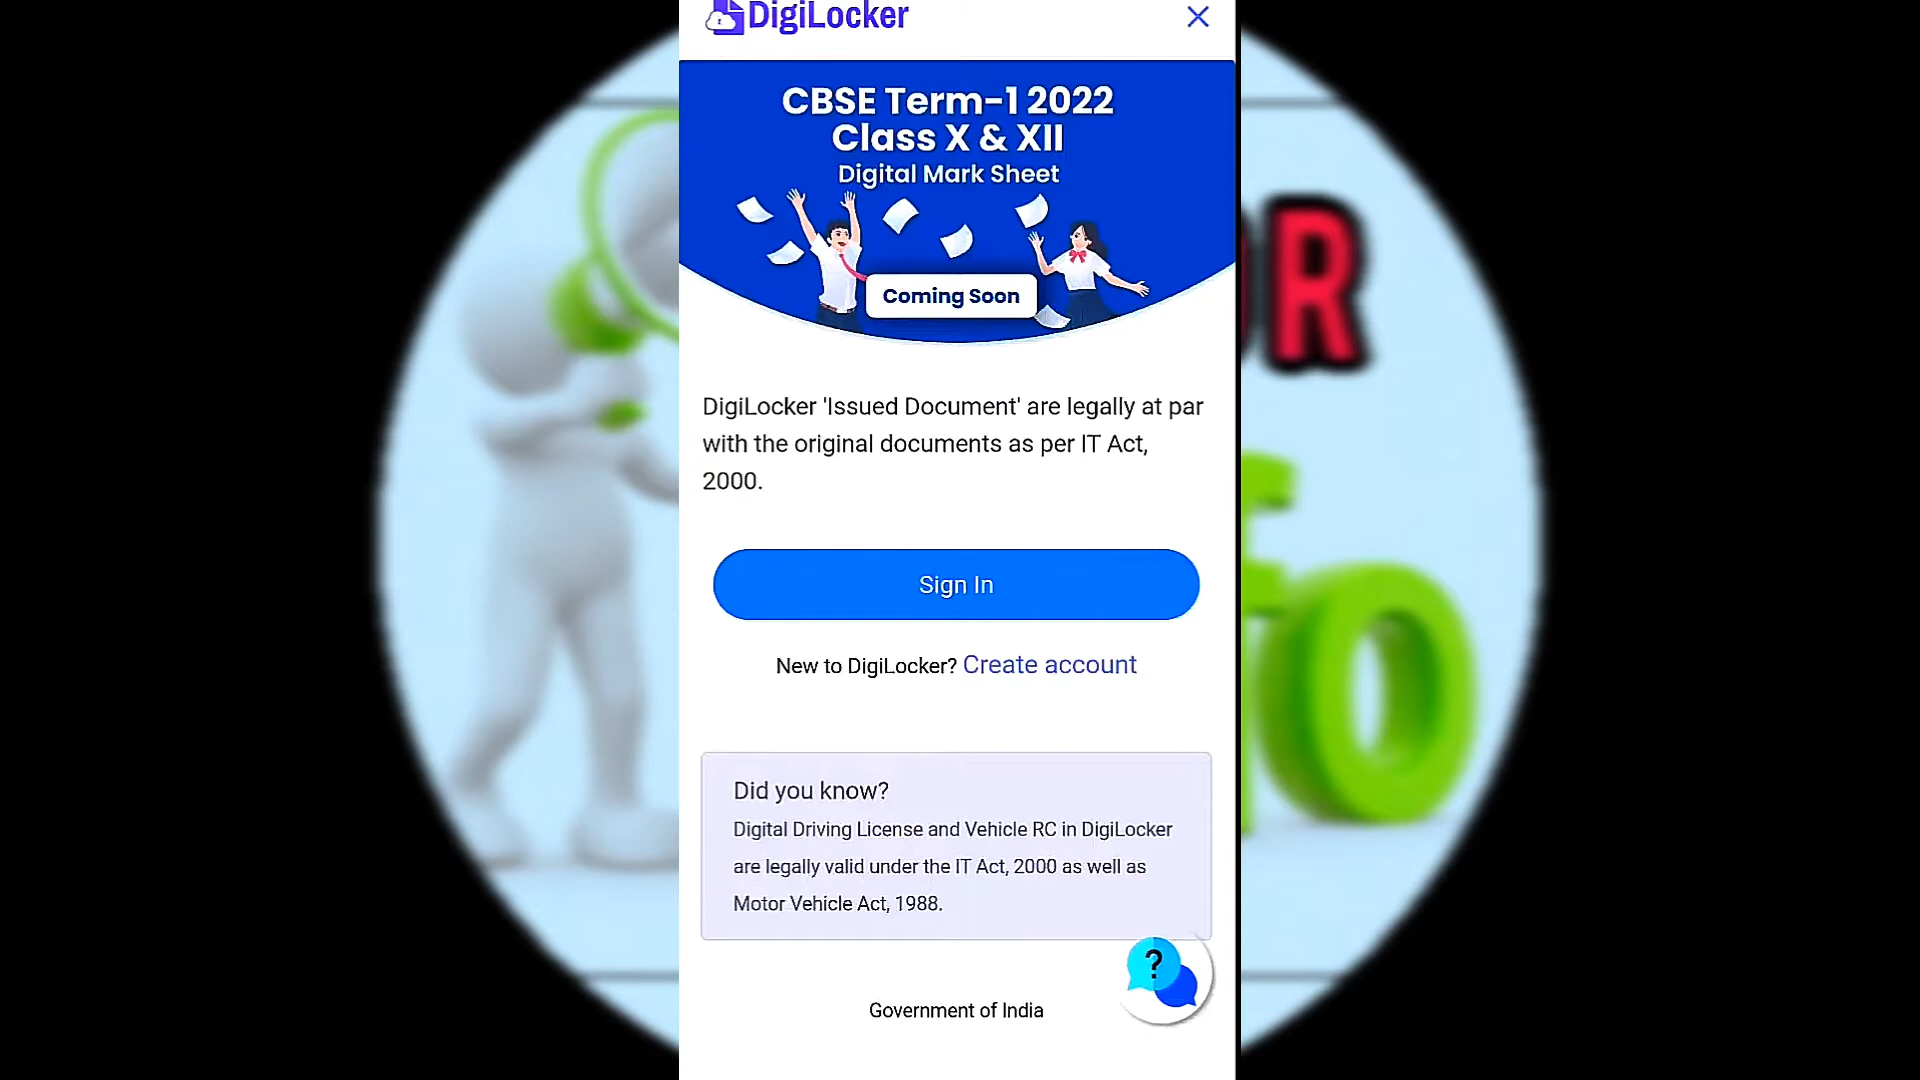 DigiLocker
CBSE Term-1 2022
Class X & XII
Digital Mark Sheet
Coming Soon
DigiLocker 'Issued Document' are legally at par
with the original documents as per IT Act,
2000.
Sign In
New to DigiLocker? Create account
Did you know?
Digital Driving License and Vehicle RC in DigiLocker
are legally valid under the IT Act, 2000 as well as
Motor Vehicle Act, 1988.
?
Government of India